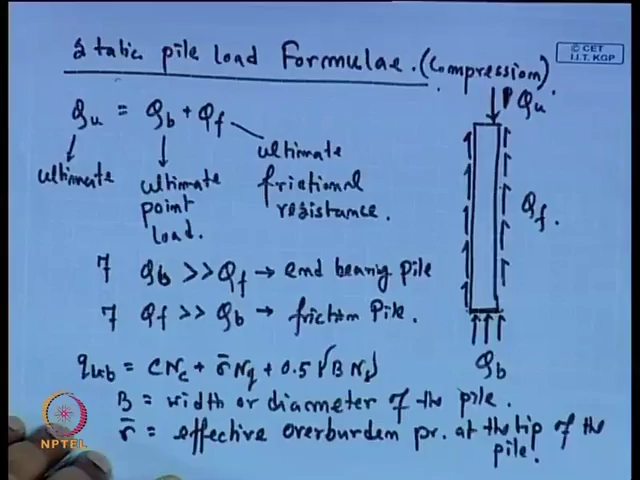 Static pile load Formulae. (Compression).
© CET
I.I.T. KGP
Qu = Qb + Qf
ultimate
ultimate point load.
ultimate frictional resistance.
Qu
Qf.
If Qb >> Qf → end bearing pile
If Qf >> Qb → friction Pile.
Qb
qub = CNc + σ̄ Nq + 0.5 γ B Nγ
B = width or diameter of the pile.
σ̄ = effective overburden pr. at the tip of the pile.
NPTEL